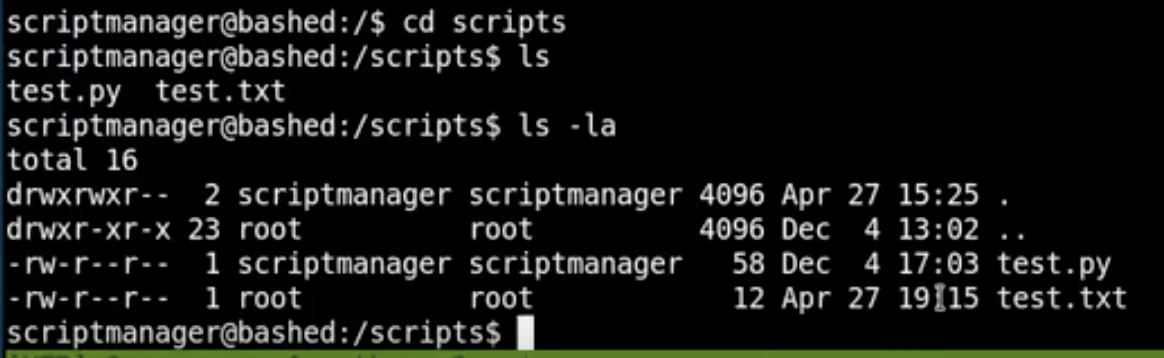 scriptmanager@bashed:/$ cd scripts
scriptmanager@bashed:/scripts$ ls
test.py  test.txt
scriptmanager@bashed:/scripts$ ls -la
total 16
drwxrwxr--  2 scriptmanager scriptmanager 4096 Apr 27 15:25 .
drwxr-xr-x 23 root          root          4096 Dec  4 13:02 ..
-rw-r--r--  1 scriptmanager scriptmanager   58 Dec  4 17:03 test.py
-rw-r--r--  1 root          root            12 Apr 27 19:15 test.txt
scriptmanager@bashed:/scripts$